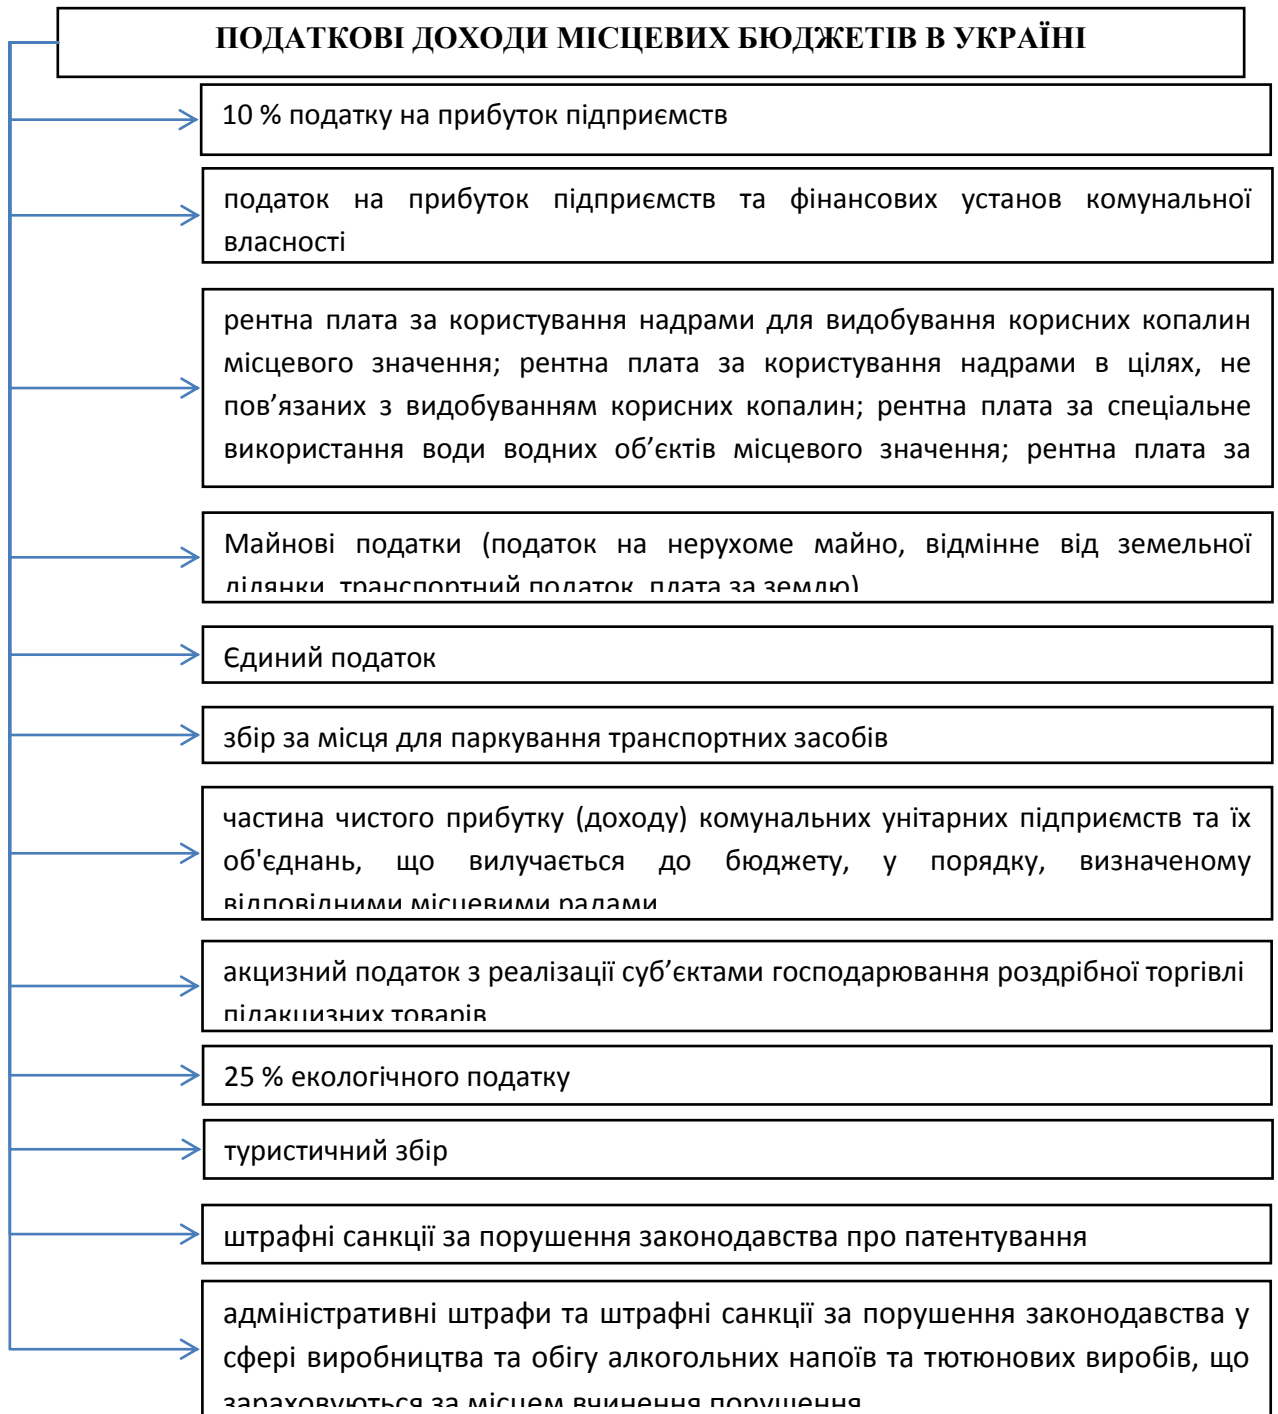 ПОДАТКОВІ ДОХОДИ МІСЦЕВИХ БЮДЖЕТІВ В УКРАЇНІ
10 % податку на прибуток підприємств
податок на прибуток підприємств та фінансових установ комунальної
власності
рентна плата за користування надрами для видобування корисних копалин
місцевого значення; рентна плата за користування надрами в цілях, не
пов’язаних з видобуванням корисних копалин; рентна плата за спеціальне
використання води водних об’єктів місцевого значення; рентна плата за
Майнові податки (податок на нерухоме майно, відмінне від земельної
ділянки, транспортний податок, плата за землю)
Єдиний податок
збір за місця для паркування транспортних засобів
частина чистого прибутку (доходу) комунальних унітарних підприємств та їх
об'єднань, що вилучається до бюджету, у порядку, визначеному
відповідними місцевими радами
акцизний податок з реалізації суб’єктами господарювання роздрібної торгівлі
підакцизних товарів
25 % екологічного податку
туристичний збір
штрафні санкції за порушення законодавства про патентування
адміністративні штрафи та штрафні санкції за порушення законодавства у
сфері виробництва та обігу алкогольних напоїв та тютюнових виробів, що
зараховуються за місцем вчинення порушення